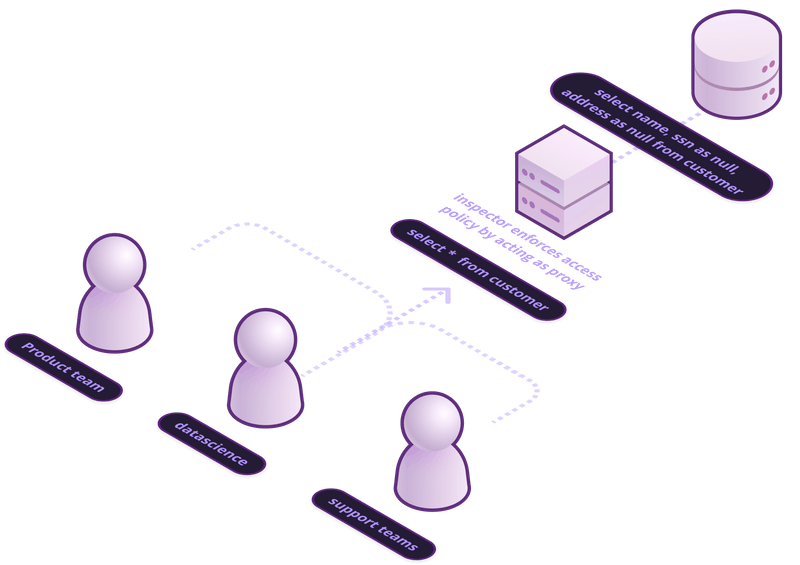 select name, ssn as null,
address as null from customer
inspector enforces access
policy by acting as proxy
select * from customer
Product team
datascience
support teams